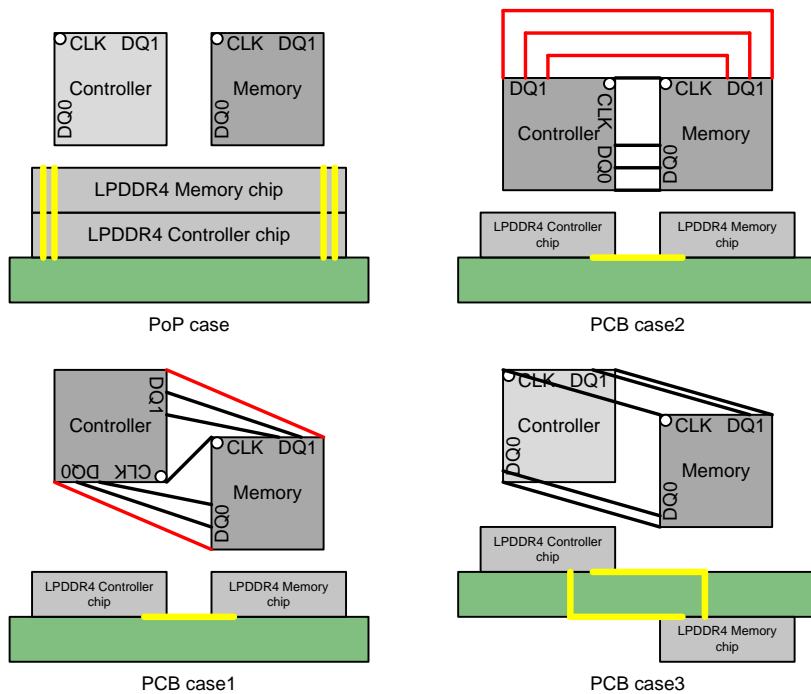 CLK DQ1
Controller
DQ0
CLK DQ1
Memory
DQ0
LPDDR4 Memory chip
LPDDR4 Controller chip
PoP case
DQ1
CLK
Controller
DQ0
CLK DQ1
Memory
DQ0
LPDDR4 Controller
chip
LPDDR4 Memory
chip
PCB case2
DQ1
Controller
DQ0 CLK
CLK DQ1
Memory
DQ0
LPDDR4 Controller
chip
LPDDR4 Memory
chip
PCB case1
CLK DQ1
Controller
DQ0
CLK DQ1
Memory
DQ0
LPDDR4 Controller
chip
LPDDR4 Memory
chip
PCB case3